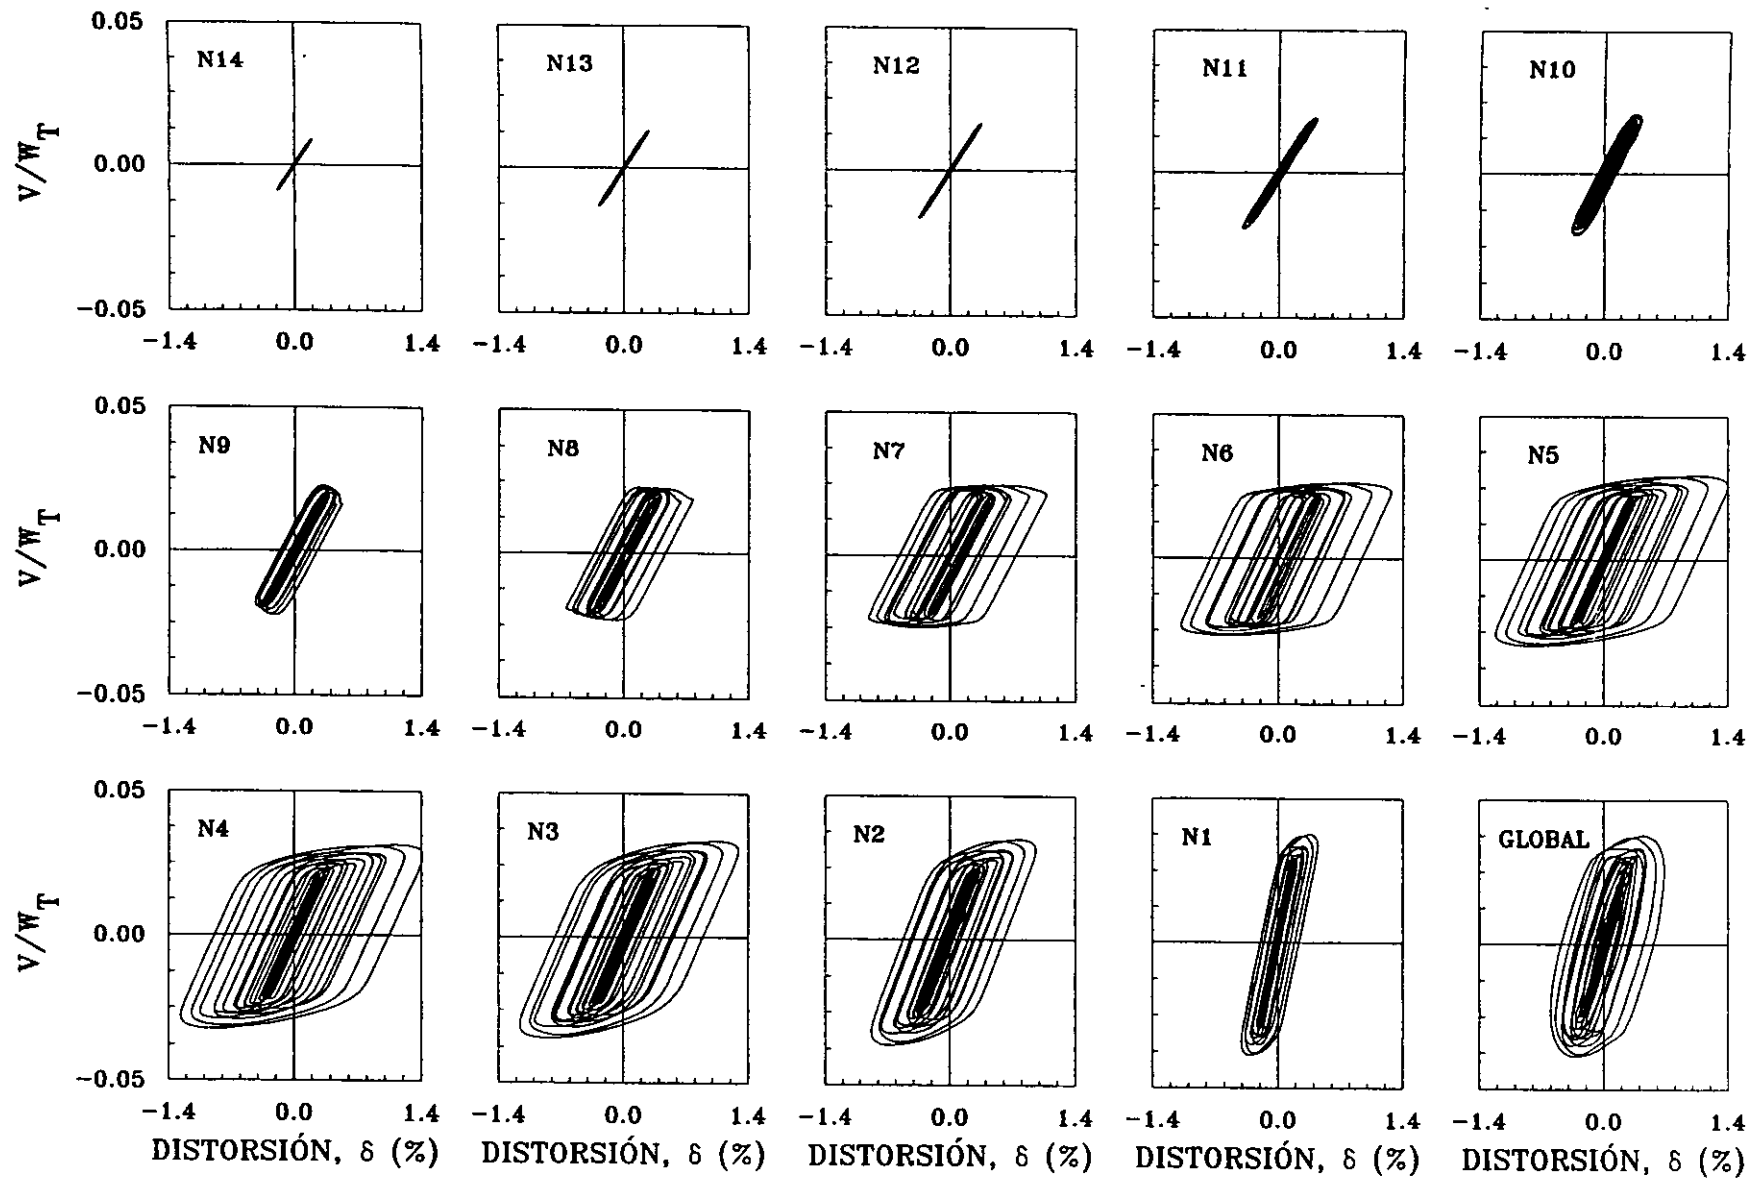 0.05
N14 N13 N12 N11 N10
V/W_T 0.00
-0.05
-1.4 0.0 1.4 -1.4 0.0 1.4 -1.4 0.0 1.4 -1.4 0.0 1.4 -1.4 0.0 1.4
0.05
N9 N8 N7 N6 N5
V/W_T 0.00
-0.05
-1.4 0.0 1.4 -1.4 0.0 1.4 -1.4 0.0 1.4 -1.4 0.0 1.4 -1.4 0.0 1.4
0.05
N4 N3 N2 N1 GLOBAL
V/W_T 0.00
-0.05
-1.4 0.0 1.4 -1.4 0.0 1.4 -1.4 0.0 1.4 -1.4 0.0 1.4 -1.4 0.0 1.4
DISTORSIÓN, δ (%) DISTORSIÓN, δ (%) DISTORSIÓN, δ (%) DISTORSIÓN, δ (%) DISTORSIÓN, δ (%)